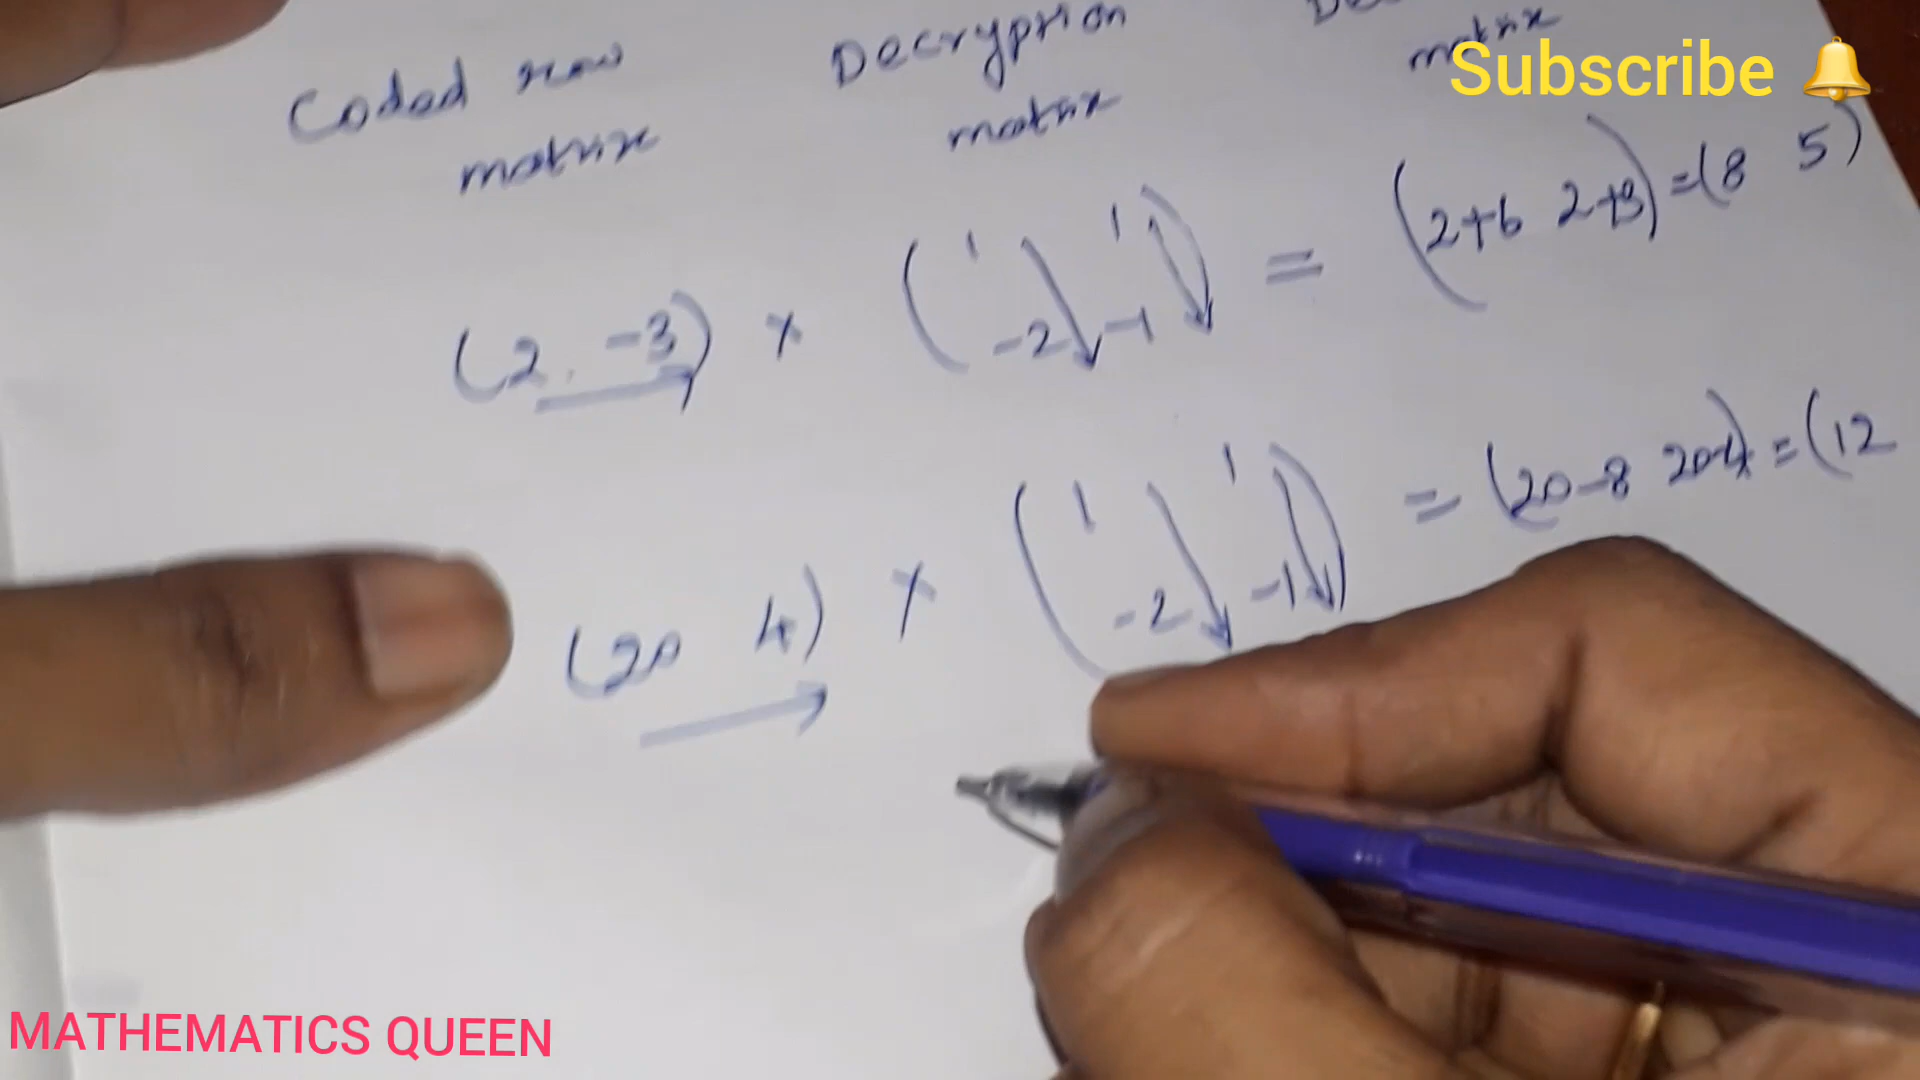 Coded row matrix
Decryption matrix
matrix
Subscribe 🔔
(2 -3) × ( 1 1 -2 -1 ) = (2+6 2+3) = (8 5)
(20 4) × ( 1 1 -2 -1 ) = (20-8 20-4) = (12
MATHEMATICS QUEEN